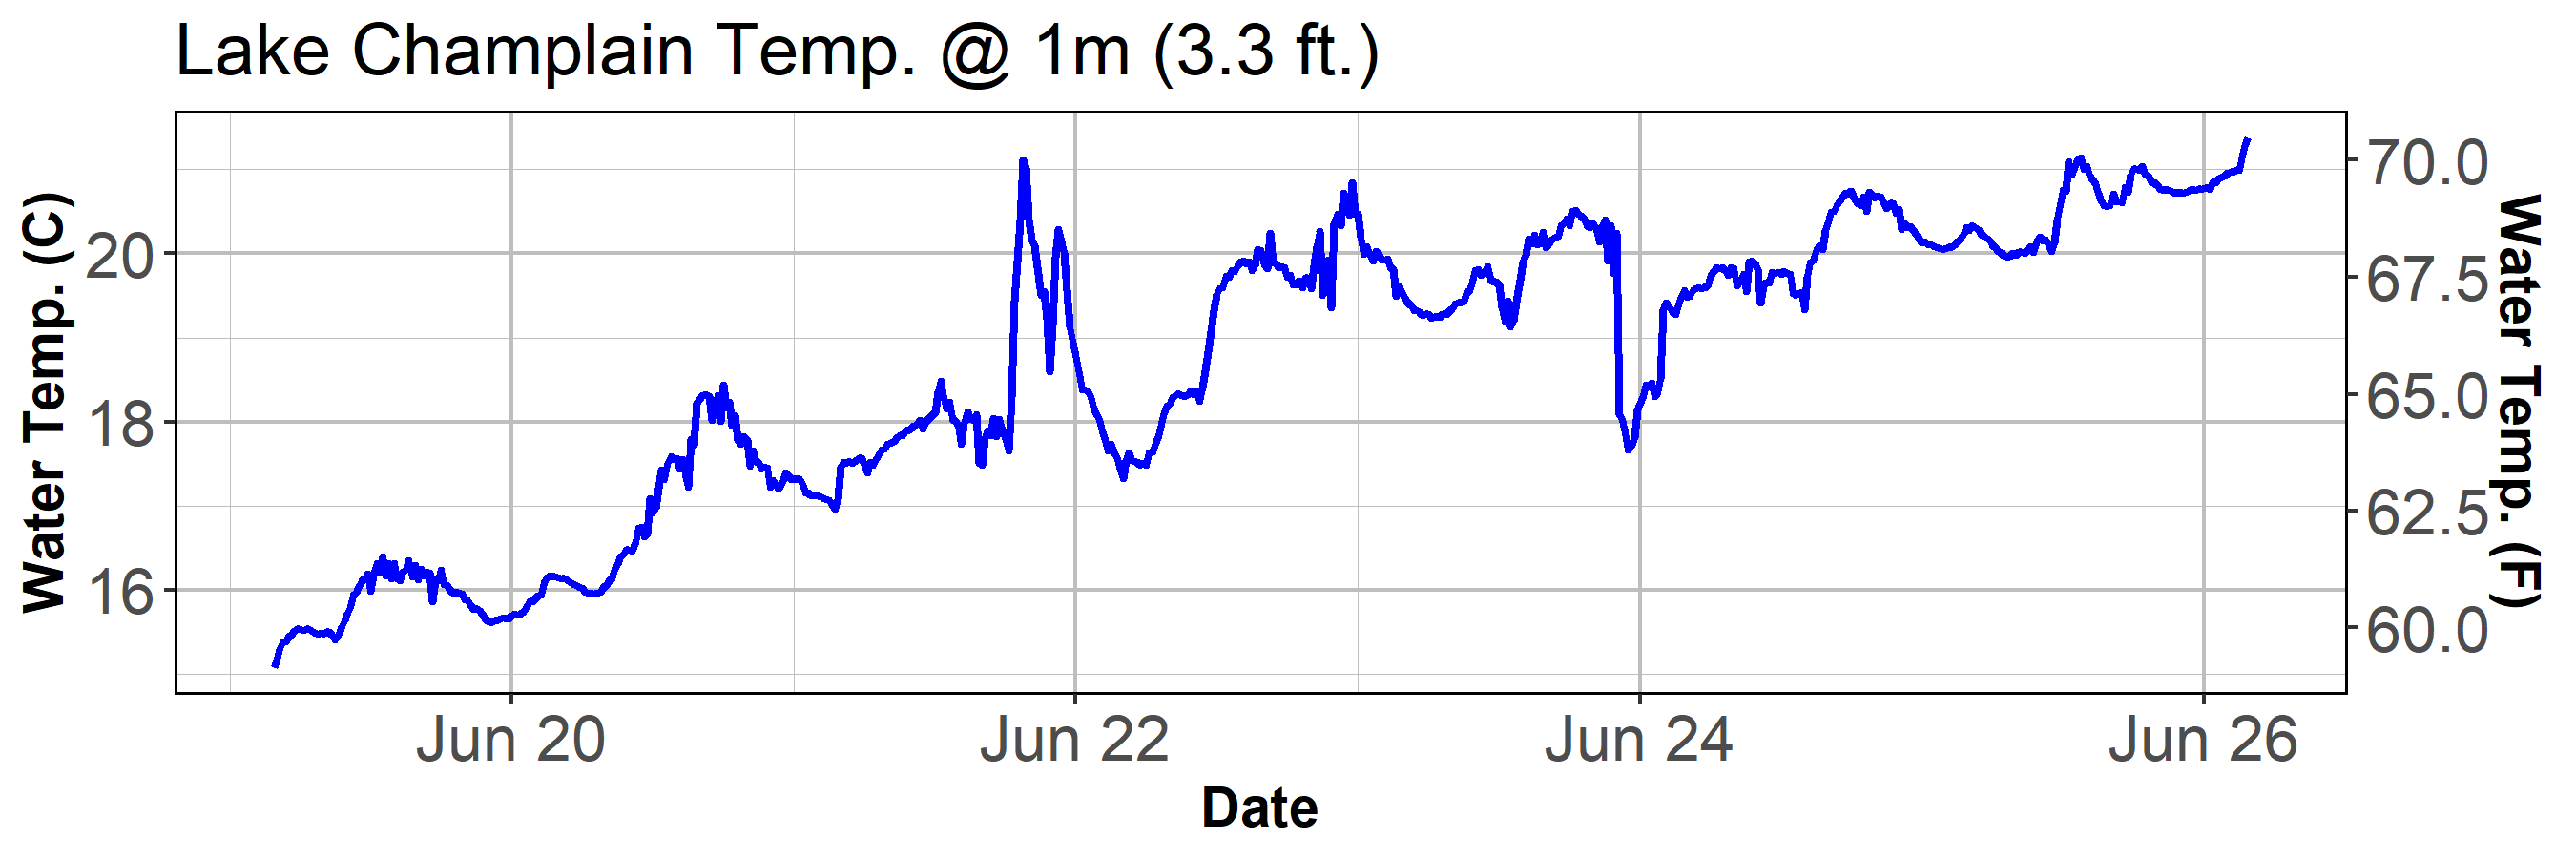 Lake Champlain Temp. @ 1m (3.3 ft.)
Water Temp. (C)
20
18
16
70.0
67.5
65.0
62.5
60.0
Water Temp. (F)
Jun 20
Jun 22
Jun 24
Jun 26
Date